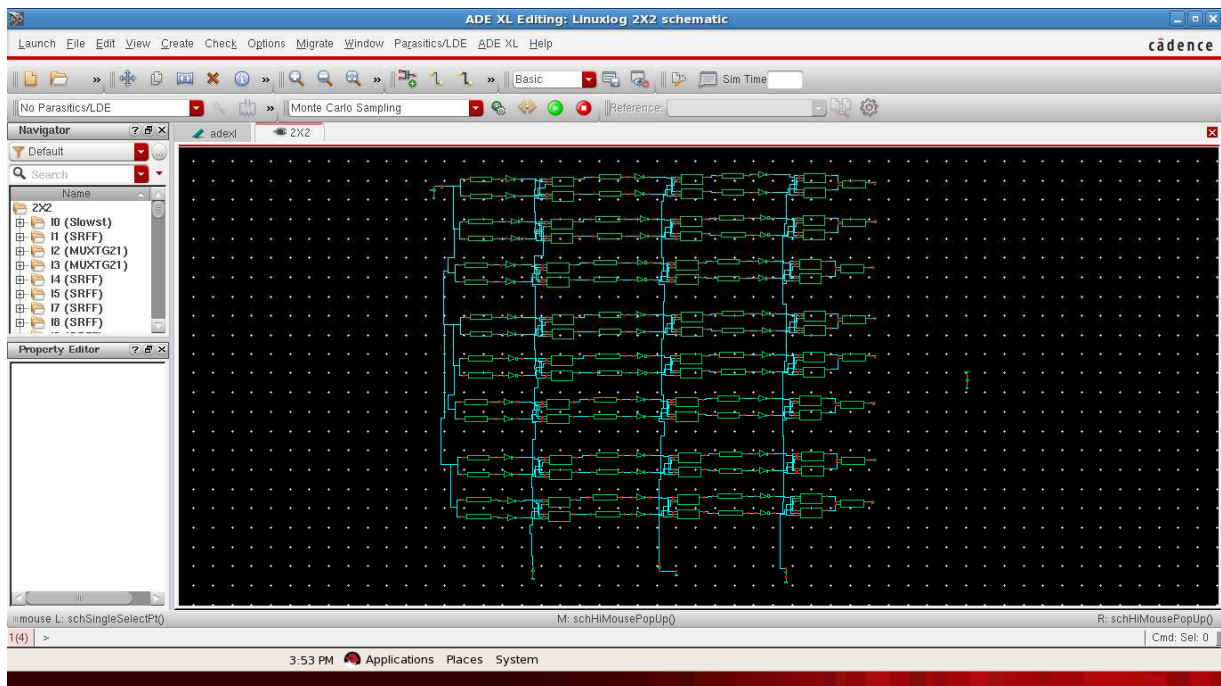 ADE XL Editing: Linuxlog 2X2 schematic
Launch File Edit View Create Check Options Migrate Window Parasitics/LDE ADE XL Help
cādence
» » » » Basic Sim Time
No Parasitics/LDE » Monte Carlo Sampling Reference:
Navigator ? X
adexl 2X2
Default
Search
Name
2X2
I0 (Slowst)
I1 (SRFF)
I2 (MUXTG21)
I3 (MUXTG21)
I4 (SRFF)
I5 (SRFF)
I7 (SRFF)
I8 (SRFF)
Property Editor ? X
mouse L: schSingleSelectPt() M: schHiMousePopUp() R: schHiMousePopUp()
1(4) > Cmd: Sel: 0
3:53 PM Applications Places System